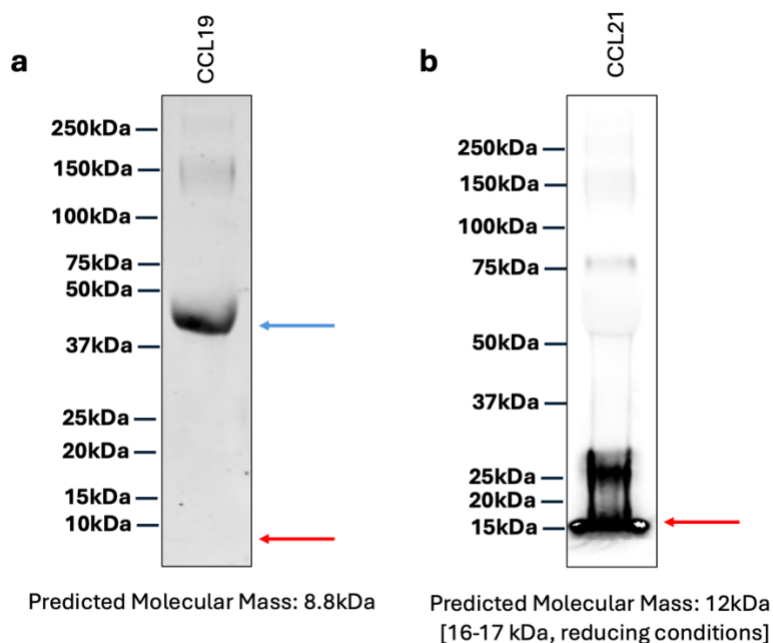 a
CCL19
250kDa
150kDa
100kDa
75kDa
50kDa
37kDa
25kDa
20kDa
15kDa
10kDa
Predicted Molecular Mass: 8.8kDa
b
CCL21
250kDa
150kDa
100kDa
75kDa
50kDa
37kDa
25kDa
20kDa
15kDa
Predicted Molecular Mass: 12kDa
[16-17 kDa, reducing conditions]